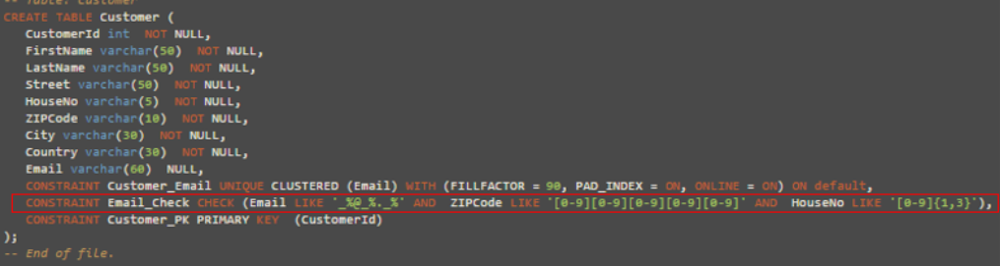 -- Table: Customer
CREATE TABLE Customer (
CustomerId int NOT NULL,
FirstName varchar(50) NOT NULL,
LastName varchar(50) NOT NULL,
Street varchar(50) NOT NULL,
HouseNo varchar(5) NOT NULL,
ZIPCode varchar(10) NOT NULL,
City varchar(30) NOT NULL,
Country varchar(30) NOT NULL,
Email varchar(60) NULL,
CONSTRAINT Customer_Email UNIQUE CLUSTERED (Email) WITH (FILLFACTOR = 90, PAD_INDEX = ON, ONLINE = ON) ON default,
CONSTRAINT Email_Check CHECK (Email LIKE '_%@_%._%' AND ZIPCode LIKE '[0-9][0-9][0-9][0-9][0-9]' AND HouseNo LIKE '[0-9]{1,3}'),
CONSTRAINT Customer_PK PRIMARY KEY (CustomerId)
);
-- End of file.